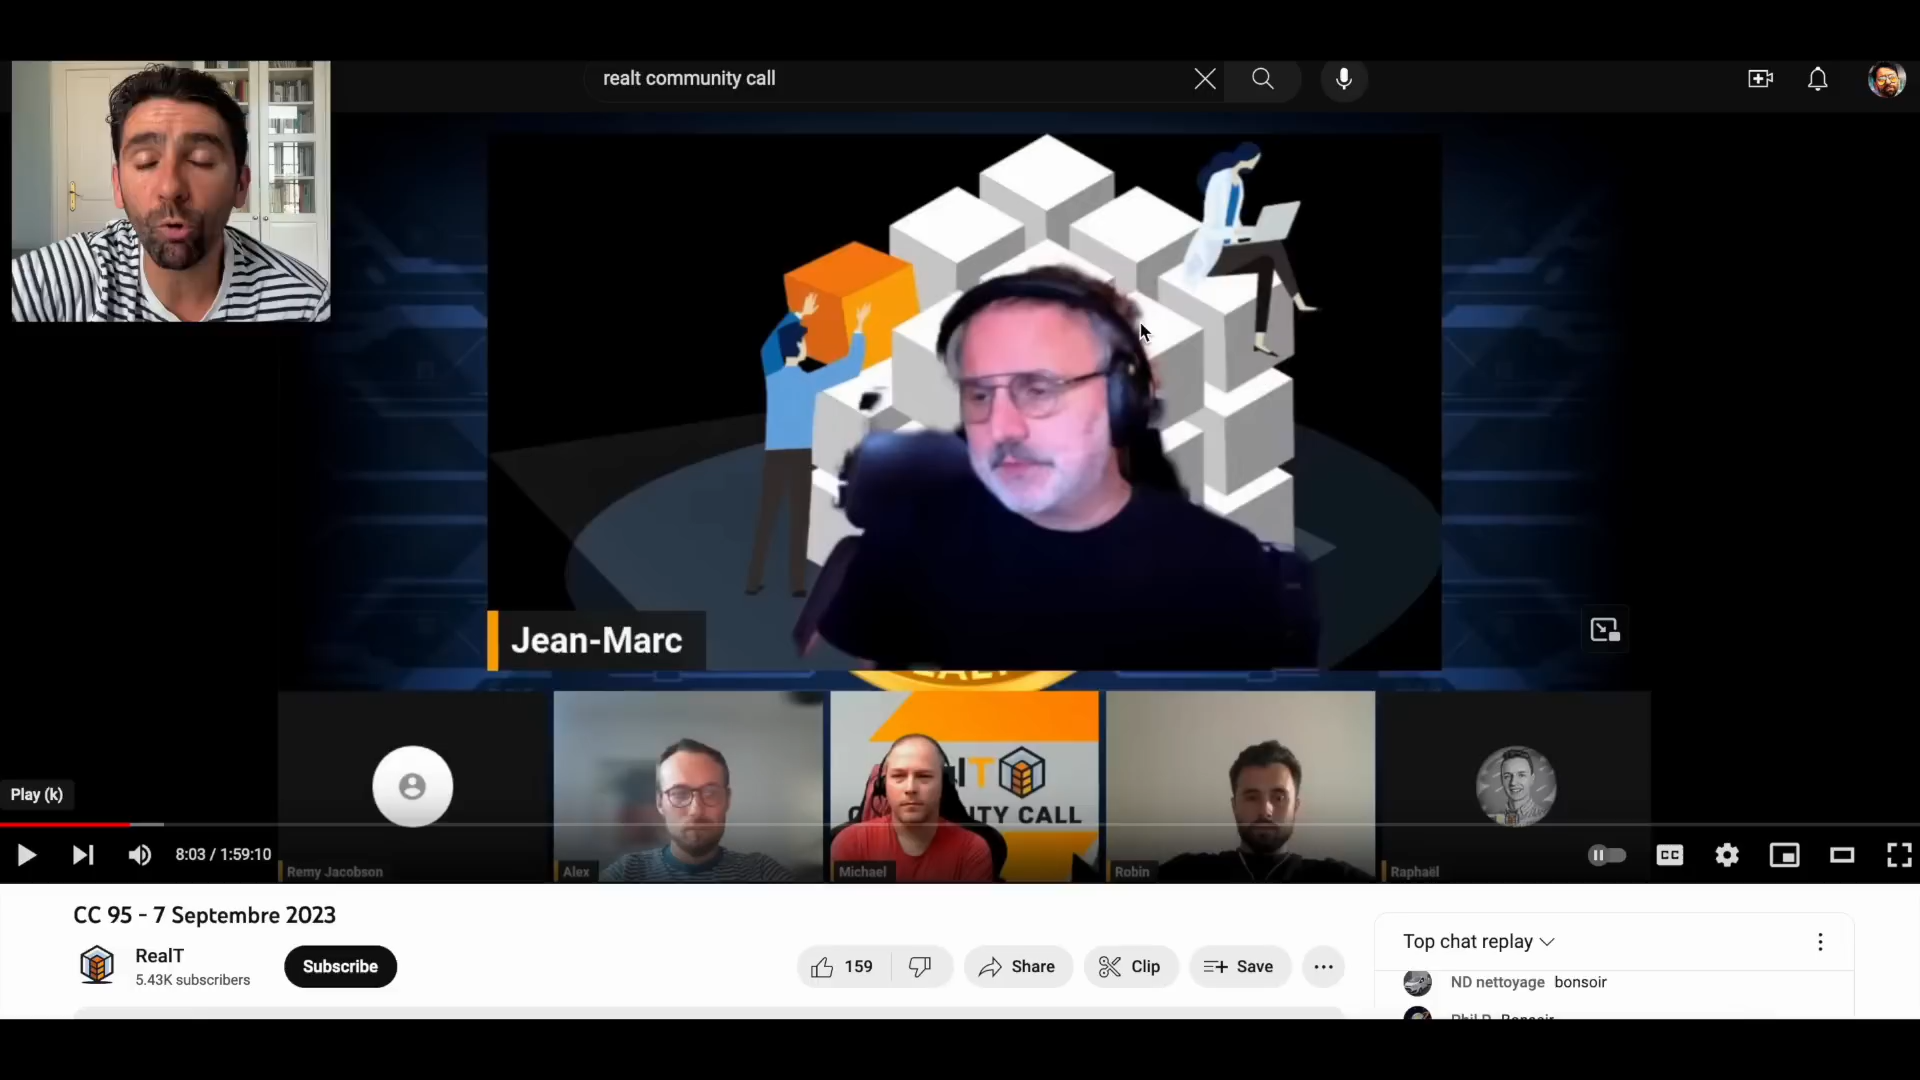 realt community call
Jean-Marc
T
ITY CALL
Play (k)
8:03 / 1:59:10
CC
Remy Jacobson
Alex
Michael
Robin
Raphaël
CC 95 - 7 Septembre 2023
RealT
5.43K subscribers
Subscribe
159
Share
Clip
Save
Top chat replay
ND nettoyage bonsoir